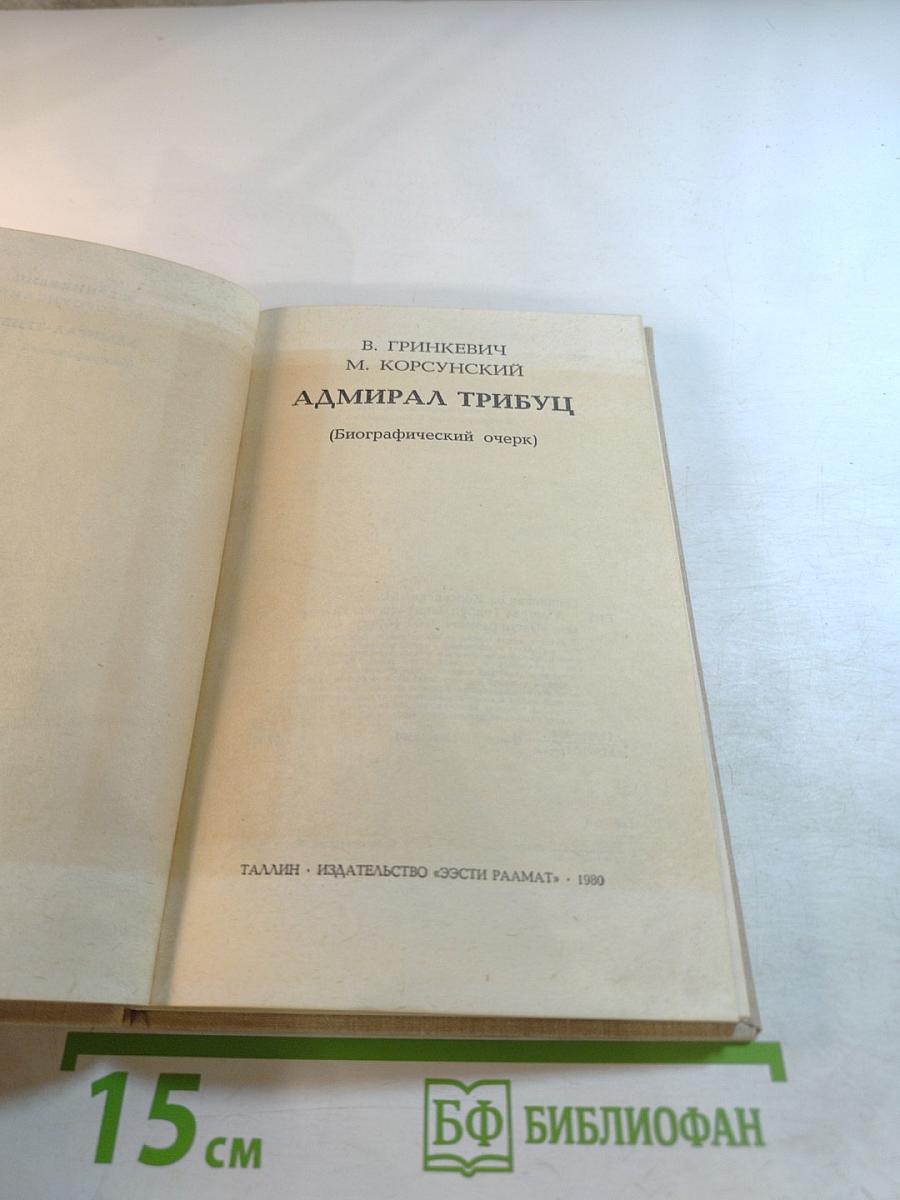 В. ГРИНКЕВИЧ
М. КОРСУНСКИЙ
АДМИРАЛ ТРИБУЦ
(Биографический очерк)
ТАЛЛИН · ИЗДАТЕЛЬСТВО «ЭЭСТИ РААМАТ» · 1980
15 см
БФ БИБЛИОФАН